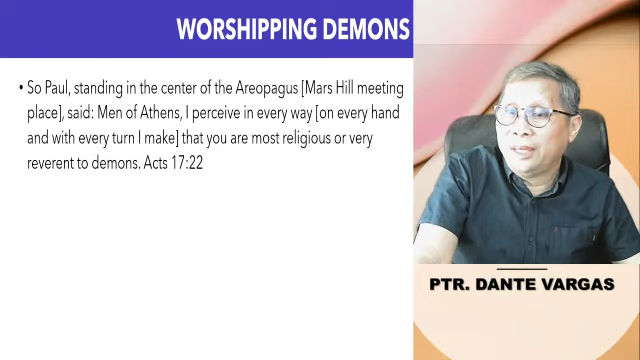 WORSHIPPING DEMONS
• So Paul, standing in the center of the Areopagus [Mars Hill meeting
place], said: Men of Athens, I perceive in every way [on every hand
and with every turn I make] that you are most religious or very
reverent to demons. Acts 17:22
PTR. DANTE VARGAS